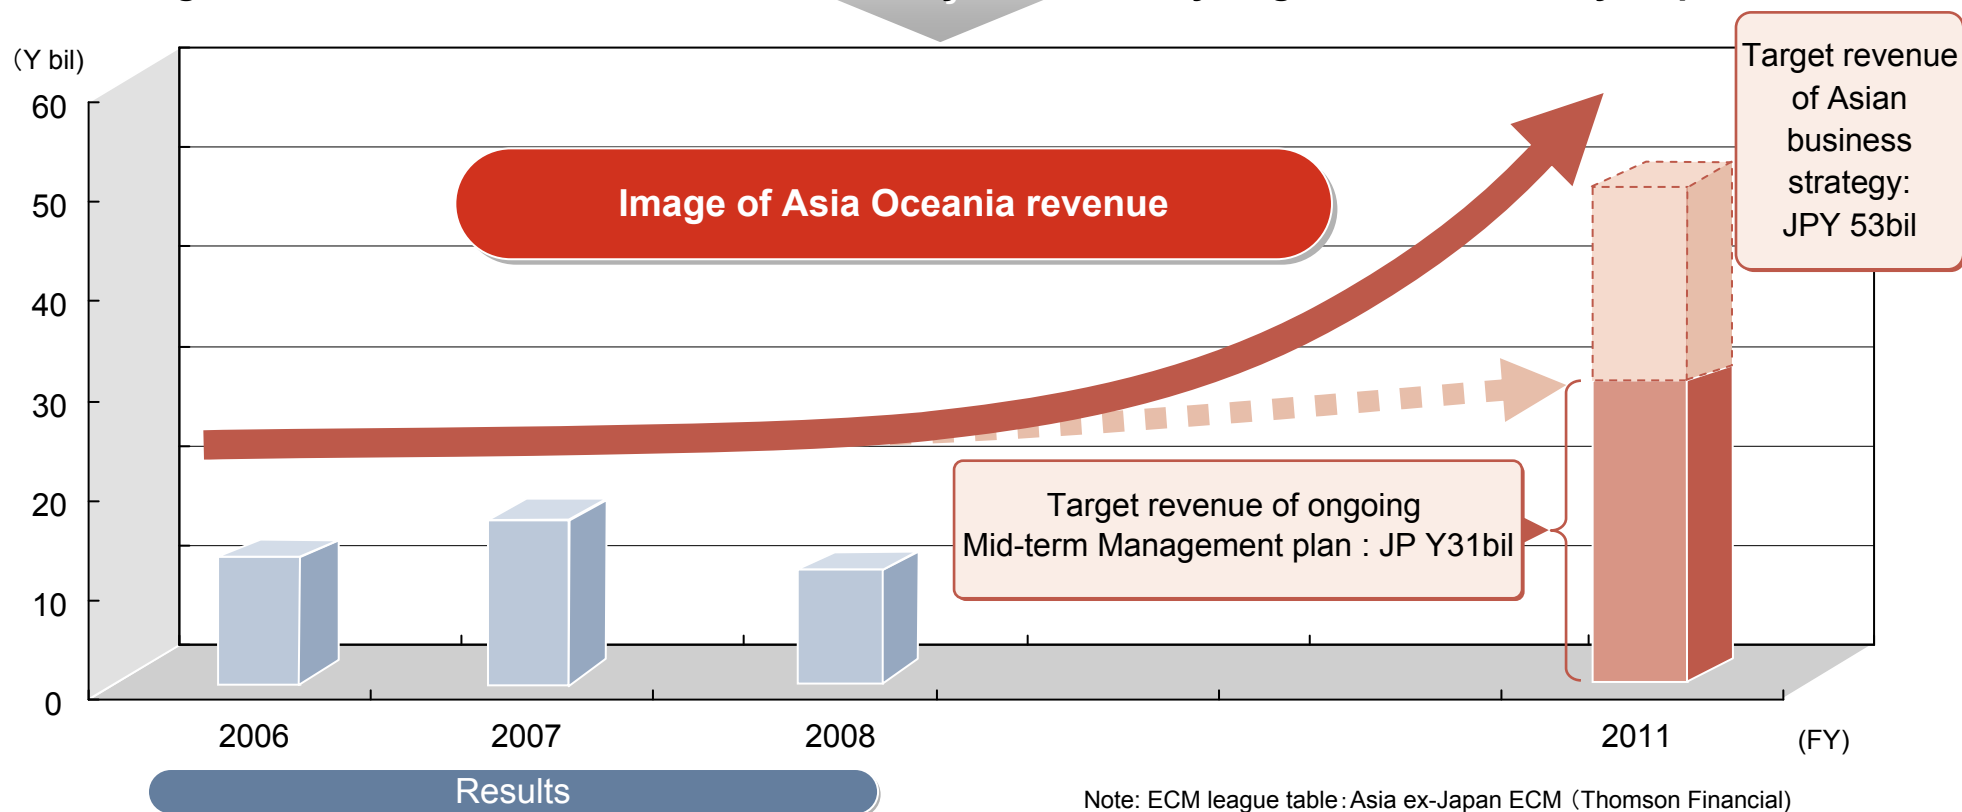 （Y bil)
60
50
40
30
20
10
0
Image of Asia Oceania revenue
Target revenue
of Asian
business
strategy:
JPY 53bil
Target revenue of ongoing
Mid-term Management plan : JP Y31bil
2006 2007 2008 2011 (FY)
Results
Note: ECM league table：Asia ex-Japan ECM（Thomson Financial)